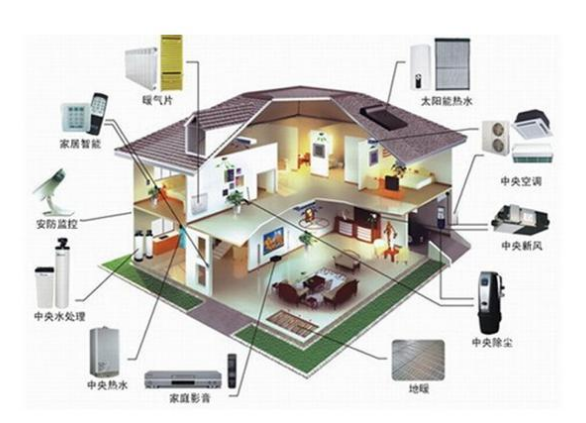 暖气片
太阳能热水
家居智能
中央空调
安防监控
中央新风
中央水处理
中央除尘
中央热水
地暖
家庭影音